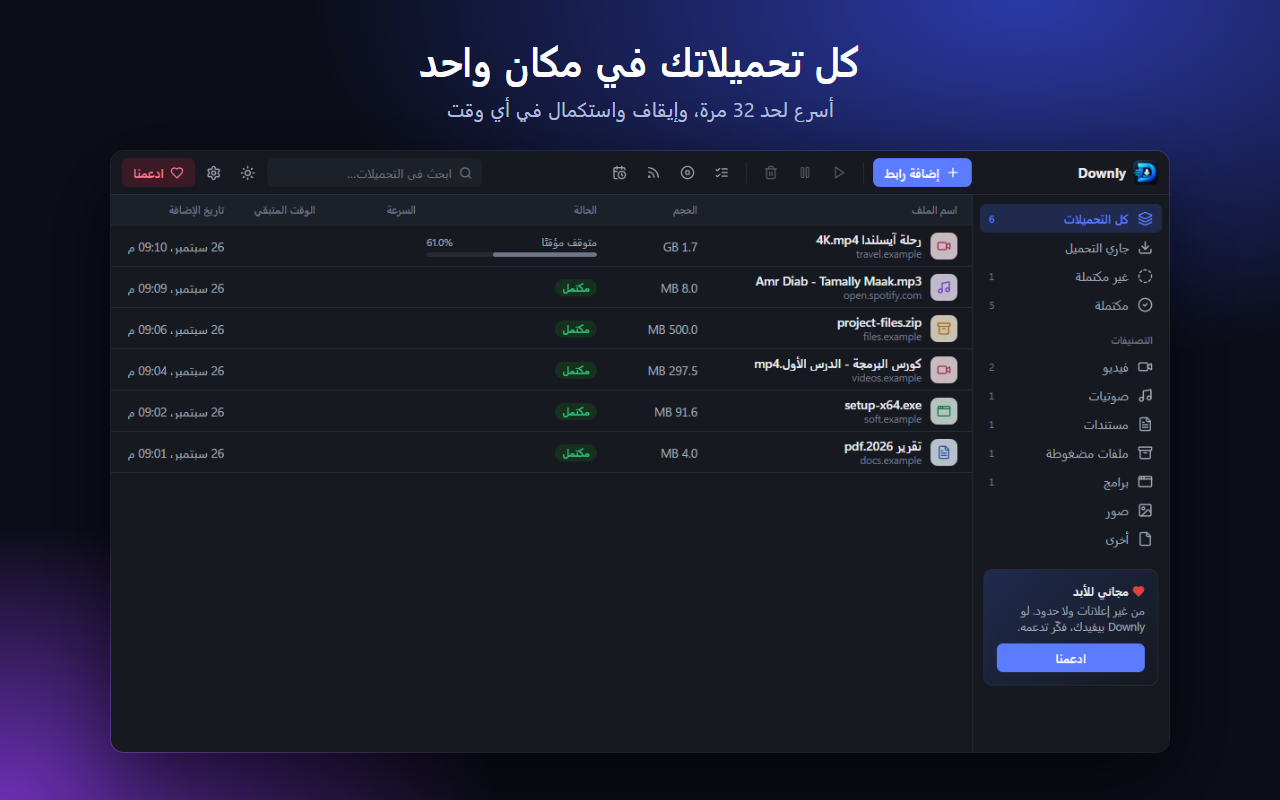 كل تحميلاتك في مكان واحد
أسرع لحد 32 مرة، وإيقاف واستكمال في أي وقت
Downly
إضافة رابط
ابحث في التحميلات...
ادعمنا
كل التحميلات 6
جاري التحميل
غير مكتملة 1
مكتملة 5
التصنيفات
فيديو 2
صوتيات 1
مستندات 1
ملفات مضغوطة 1
برامج 1
صور
أخرى
مجاني للأبد
من غير إعلانات ولا حدود. لو
Downly بيفيدك، فكّر تدعمه.
ادعمنا
اسم الملف الحجم الحالة السرعة الوقت المتبقي تاريخ الإضافة
رحلة آيسلندا 4K.mp4
travel.example
1.7 GB
متوقف مؤقتًا 61.0%
26 سبتمبر، 09:10 م
Amr Diab - Tamally Maak.mp3
open.spotify.com
8.0 MB
مكتمل
26 سبتمبر، 09:09 م
project-files.zip
files.example
500.0 MB
مكتمل
26 سبتمبر، 09:06 م
كورس البرمجة - الدرس الأول.mp4
videos.example
297.5 MB
مكتمل
26 سبتمبر، 09:04 م
setup-x64.exe
soft.example
91.6 MB
مكتمل
26 سبتمبر، 09:02 م
تقرير 2026.pdf
docs.example
4.0 MB
مكتمل
26 سبتمبر، 09:01 م